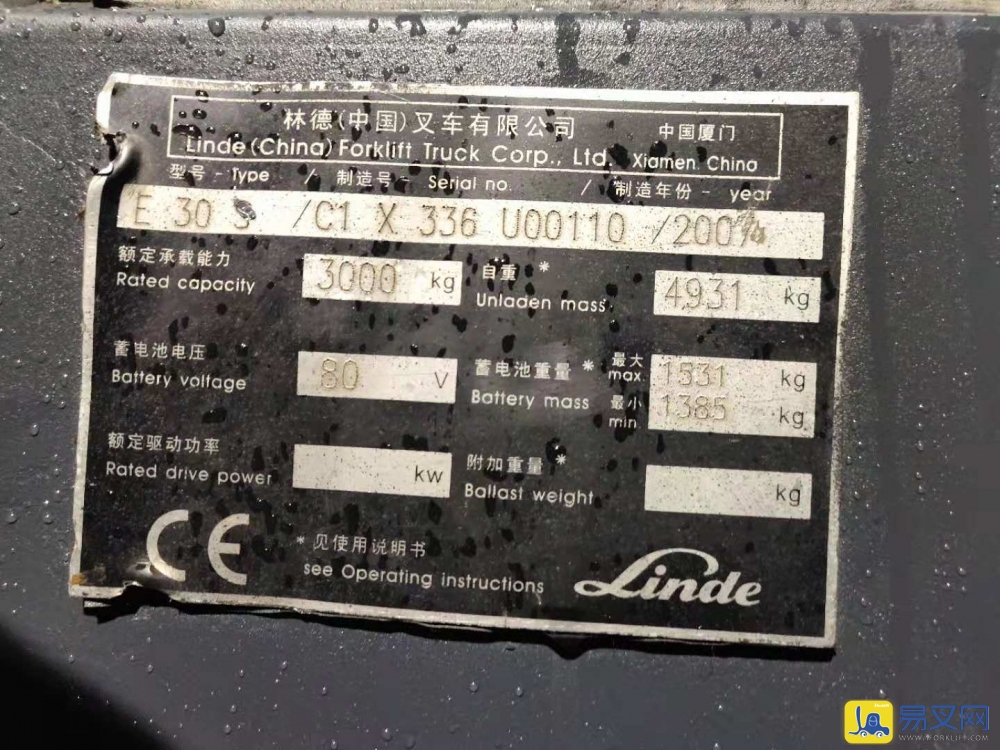 林德(中国)叉车有限公司 中国厦门
Linde (China) Forklift Truck Corp., Ltd. Xiamen. China
型号 - Type / 制造号 - Serial no. / 制造年份 - year
E 30 /C1 X 336 U00110
额定承载能力 3000 kg 自重 *
Rated capacity Unladen mass 4931 kg
蓄电池电压 80 V 蓄电池重量 * 最大 max. 1531 kg
Battery voltage Battery mass 最小 min 1385 kg
额定驱动功率 kw 附加重量 *
Rated drive power Ballast weight kg
CE * 见使用说明书
see Operating instructions Linde
易叉网